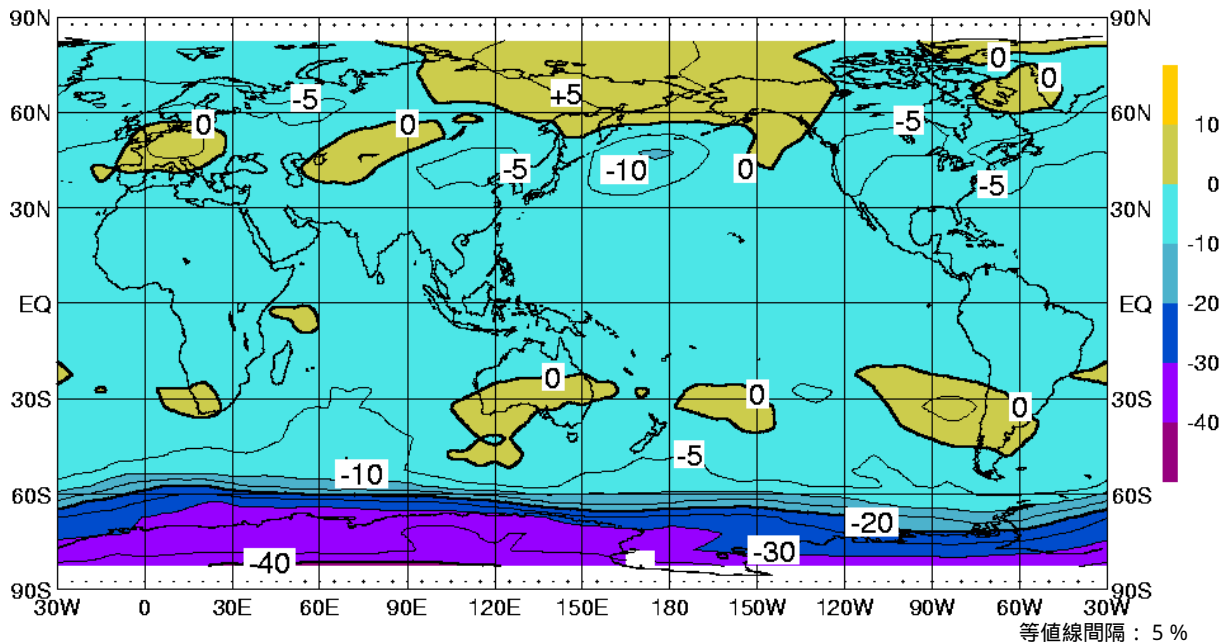 90N 90N
60N 60N
30N 30N
EQ EQ
30S 30S
60S 60S
90S 90S
30W 0 30E 60E 90E 120E 150E 180 150W 120W 90W 60W 30W
0 0
+5
-5 -5
0 0
-10 0
-5 -5
0 0 0
-5
-10
-20
-30
-40
10
0
-10
-20
-30
-40
等値線間隔： 5 %